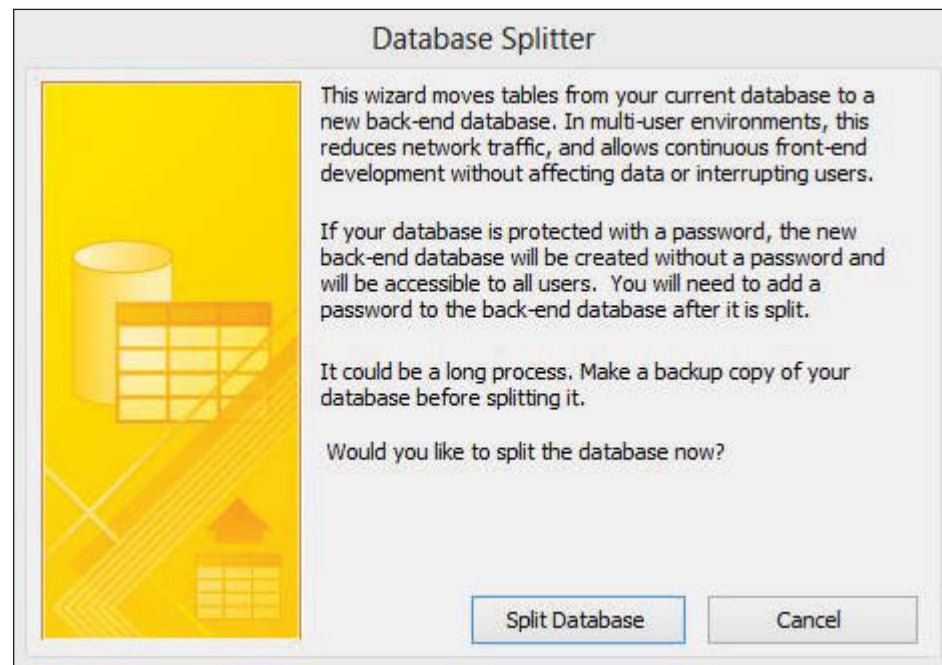 Database Splitter
This wizard moves tables from your current database to a
new back-end database. In multi-user environments, this
reduces network traffic, and allows continuous front-end
development without affecting data or interrupting users.
If your database is protected with a password, the new
back-end database will be created without a password and
will be accessible to all users.  You will need to add a
password to the back-end database after it is split.
It could be a long process. Make a backup copy of your
database before splitting it.
Would you like to split the database now?
Split Database
Cancel